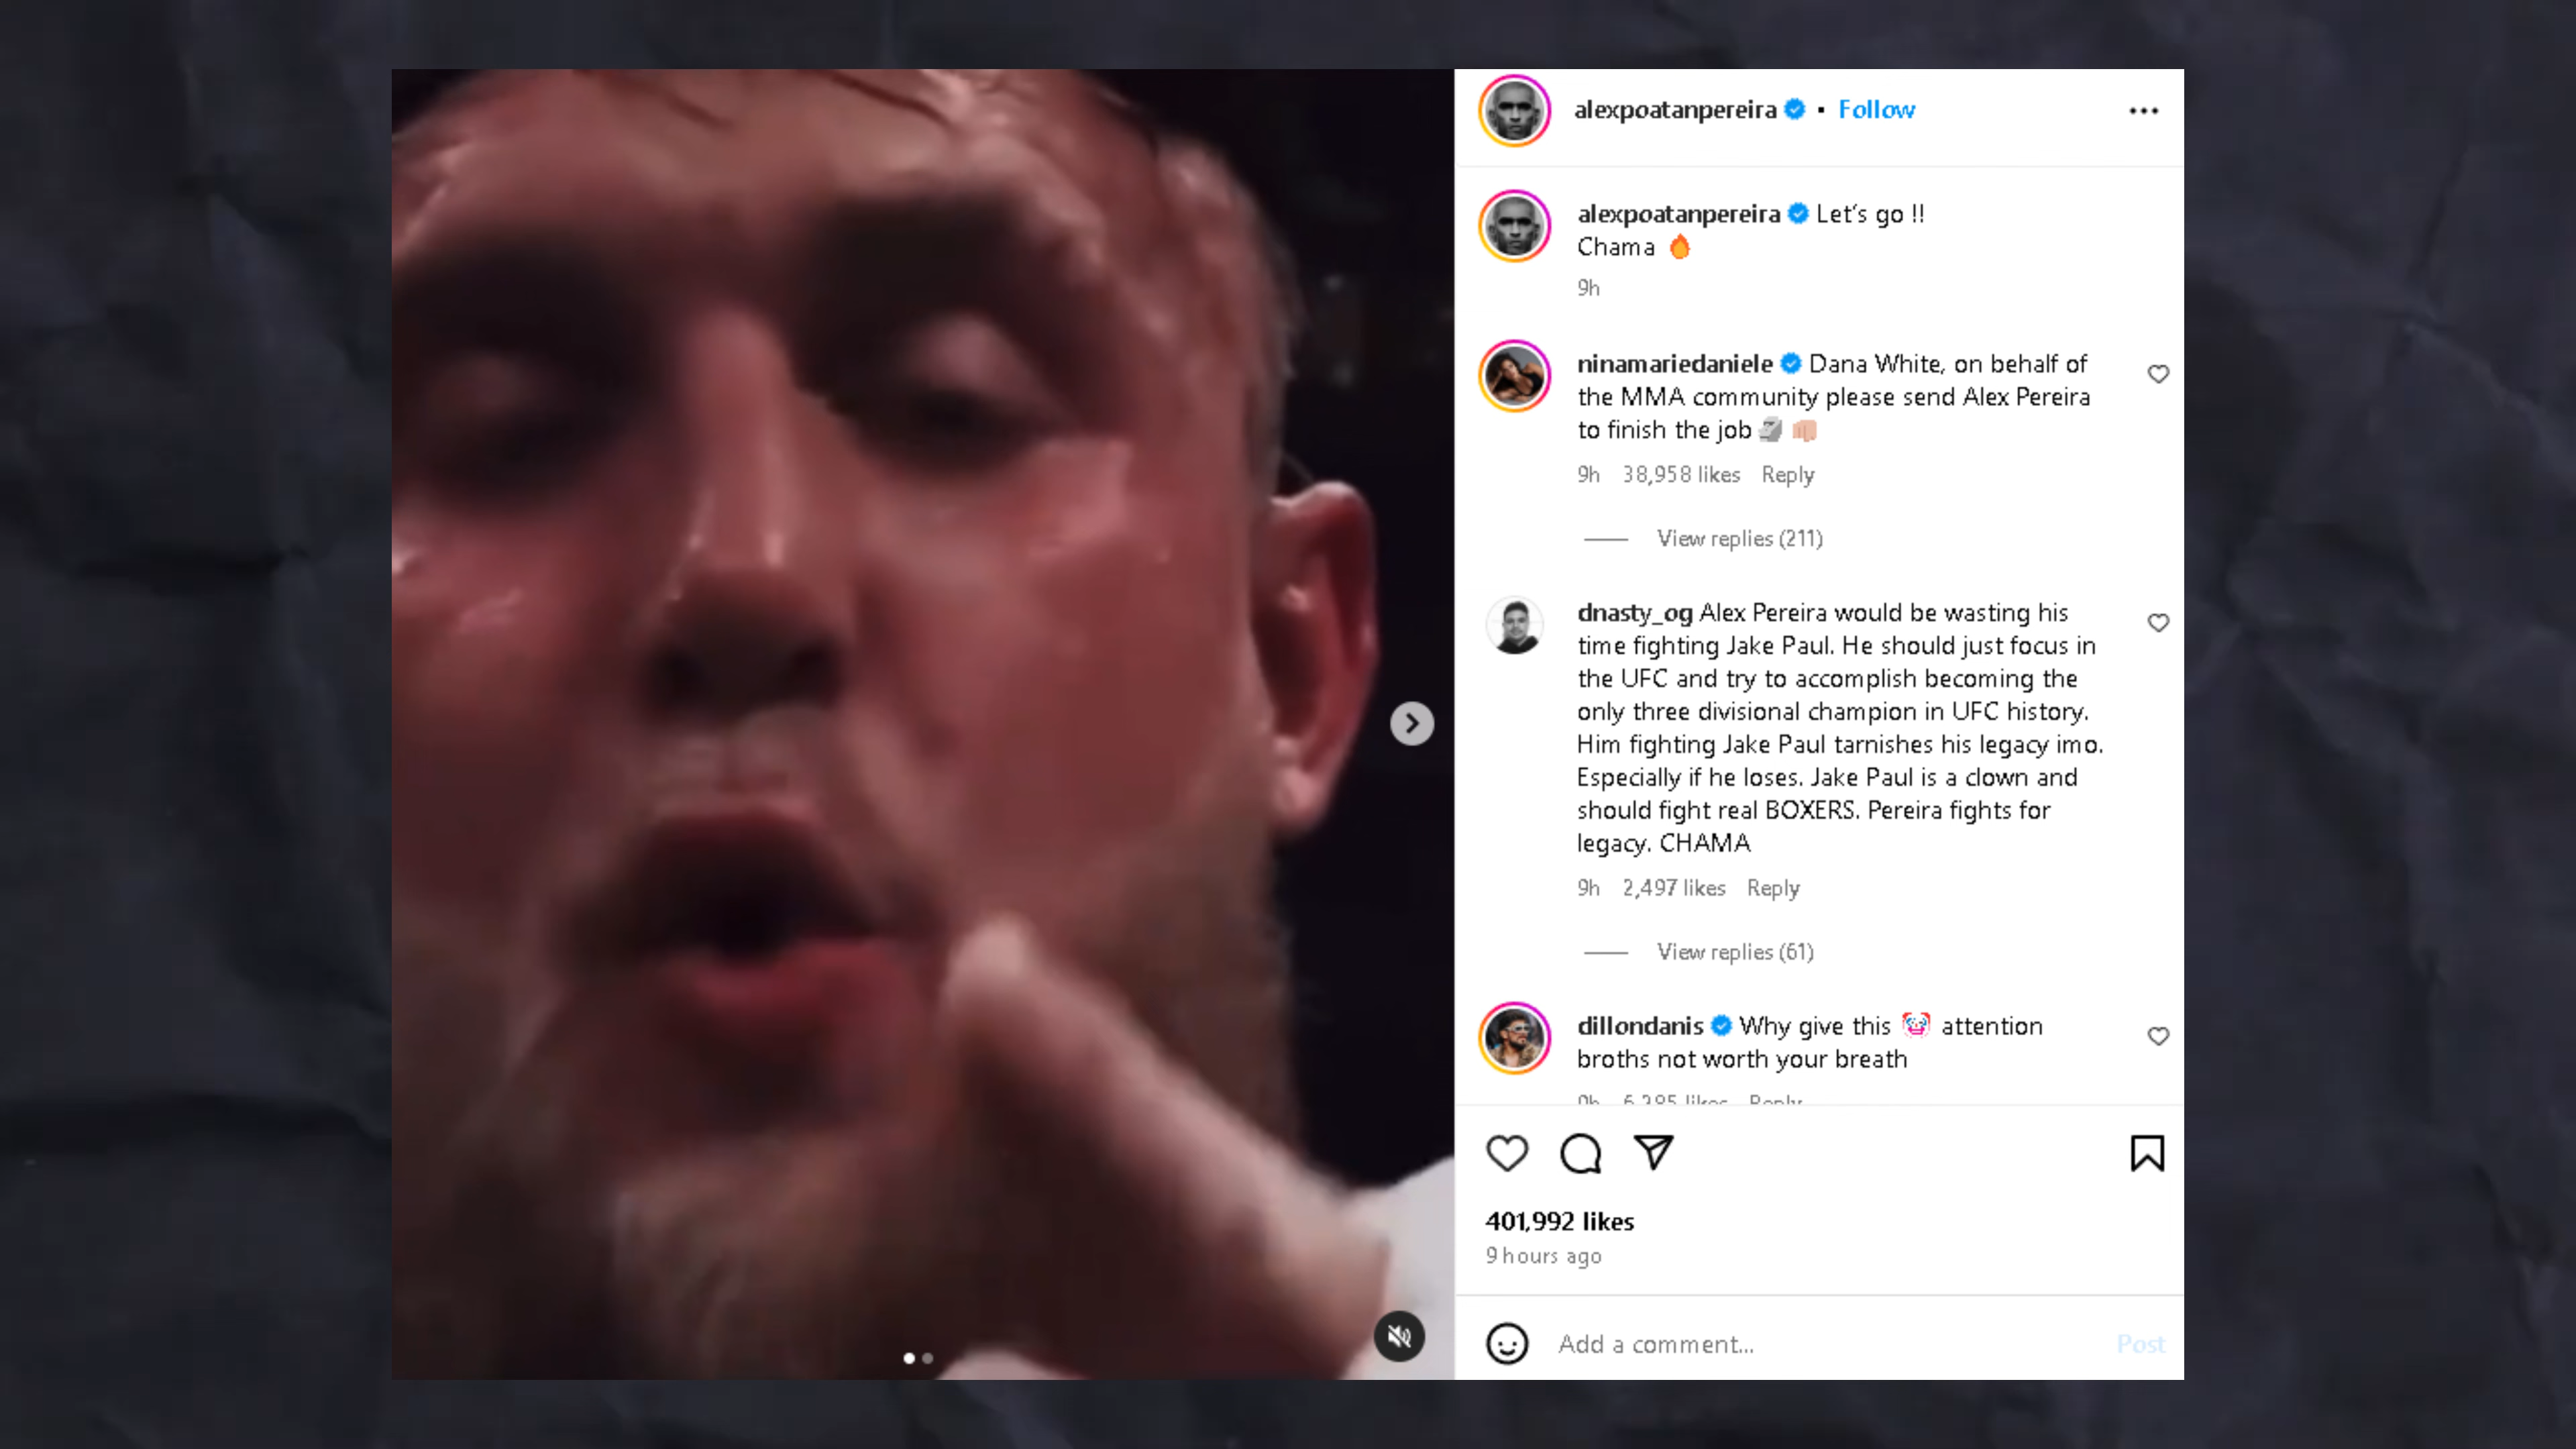 alexpoatanpereira • Follow
alexpoatanpereira Let's go !!
Chama 🔥
9h
ninamariedaniele Dana White, on behalf of
the MMA community please send Alex Pereira
to finish the job 🗿 👊🏼
9h 38,958 likes Reply
View replies (211)
dnasty_og Alex Pereira would be wasting his
time fighting Jake Paul. He should just focus in
the UFC and try to accomplish becoming the
only three divisional champion in UFC history.
Him fighting Jake Paul tarnishes his legacy imo.
Especially if he loses. Jake Paul is a clown and
should fight real BOXERS. Pereira fights for
legacy. CHAMA
9h 2,497 likes Reply
View replies (61)
dillondanis Why give this 🤡 attention
broths not worth your breath
9h 6,285 likes Reply
401,992 likes
9 hours ago
Add a comment...
Post